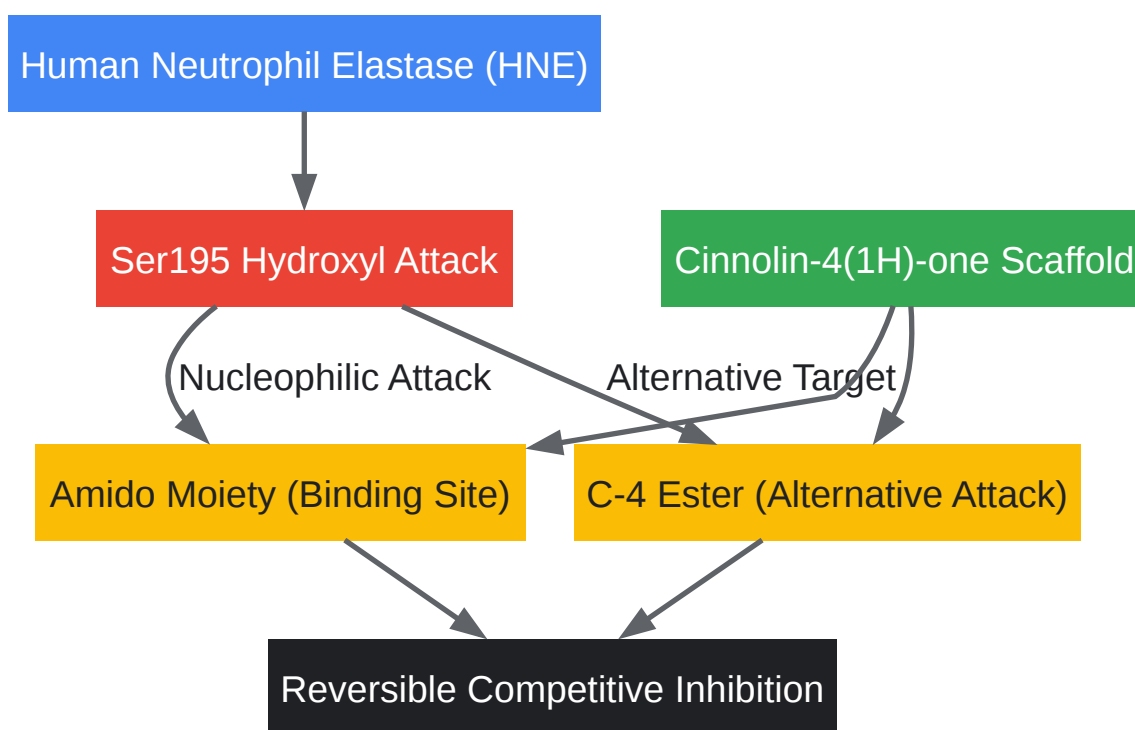 Human Neutrophil Elastase (HNE)
Ser195 Hydroxyl Attack
Cinnolin-4(1H)-one Scaffold
Nucleophilic Attack
Alternative Target
Amido Moiety (Binding Site)
C-4 Ester (Alternative Attack)
Reversible Competitive Inhibition